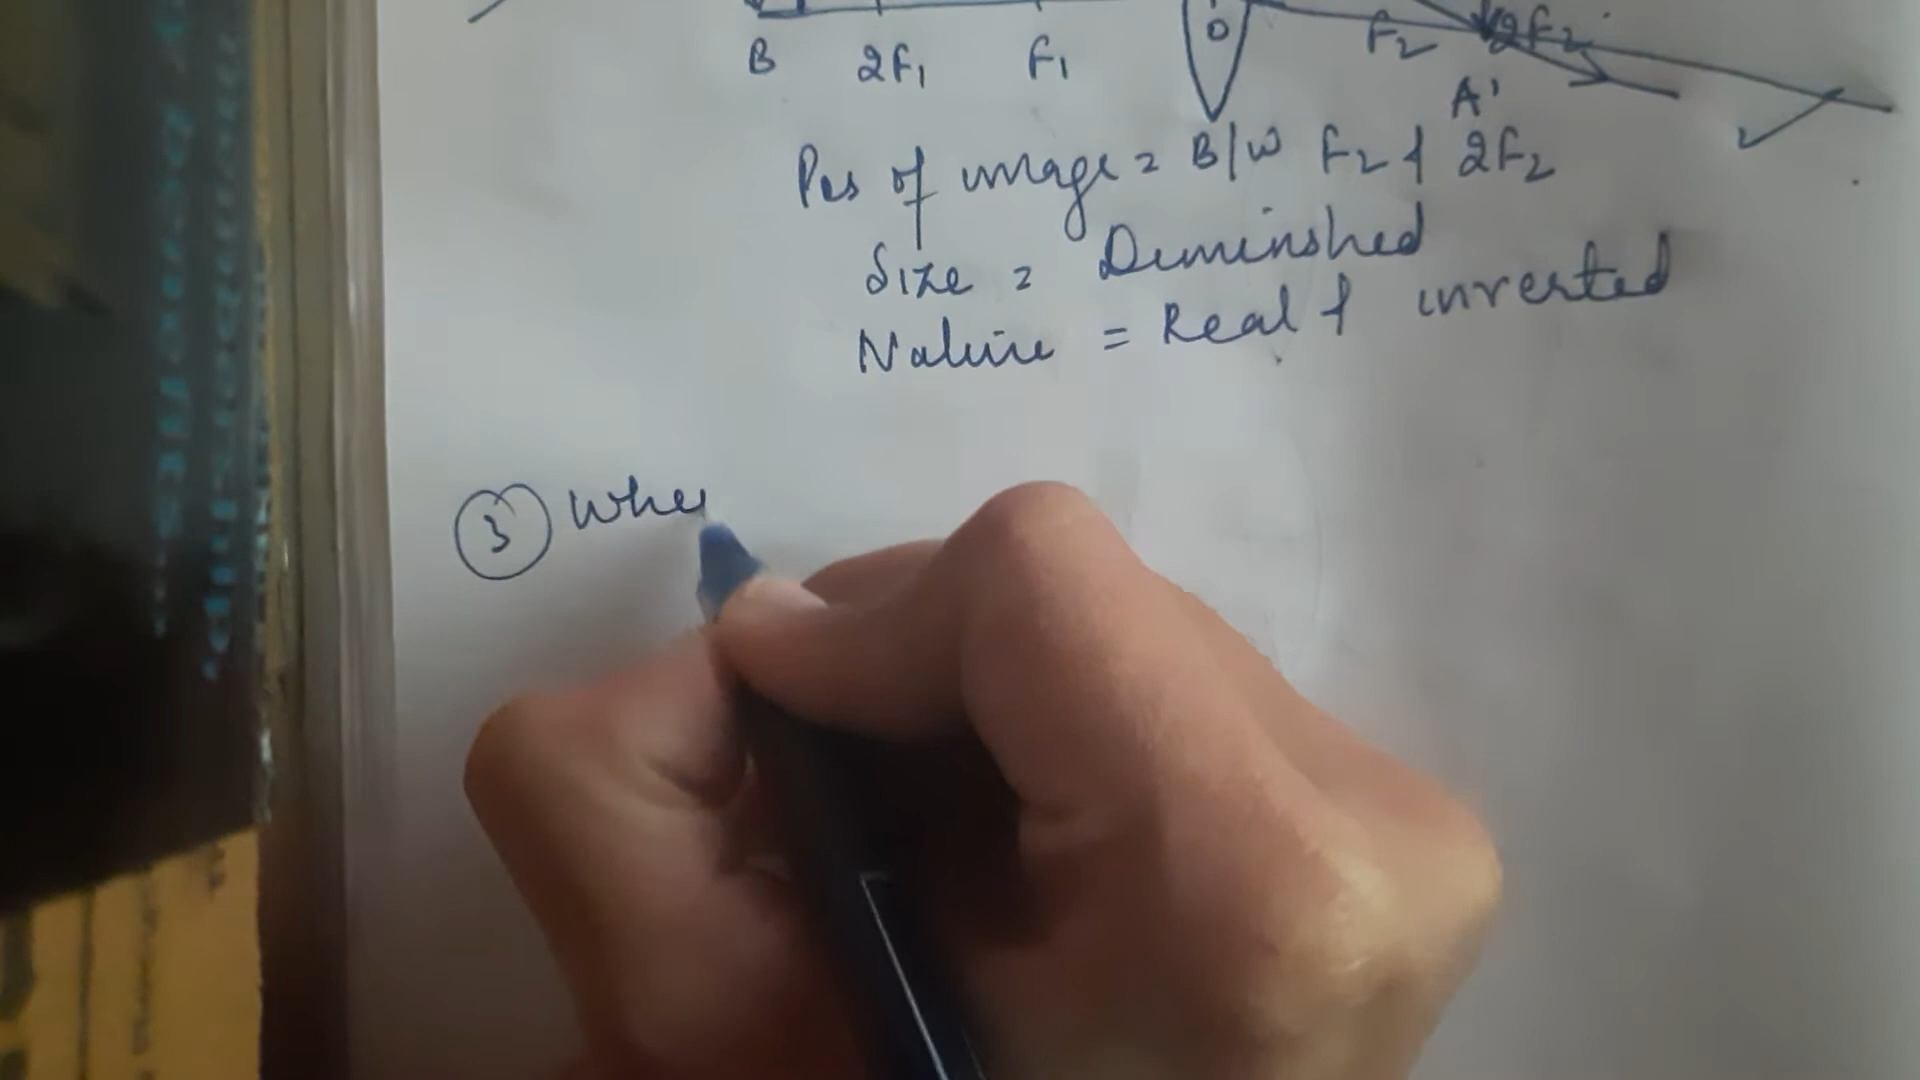 B 2F₁ F₁ O F₂ 2F₂
A'
Pos of image = B/W F₂ & 2F₂
Size = Diminshed
Nature = Real & inverted
③ Whe